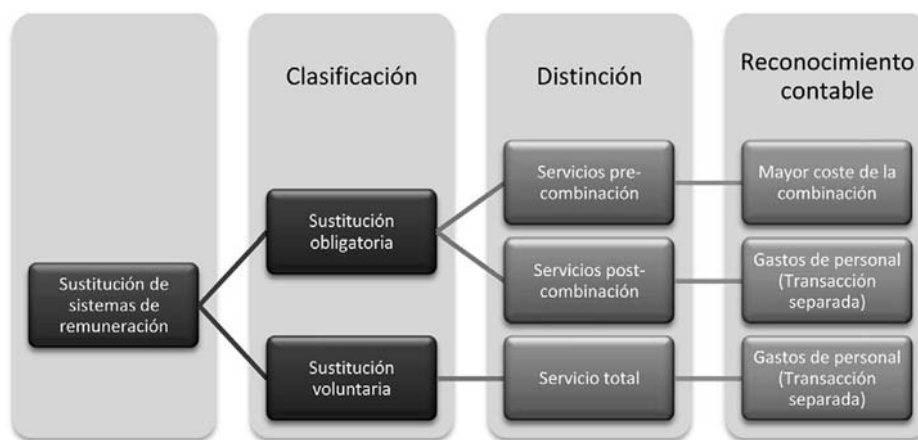 Clasificación
Distinción
Reconocimiento
contable
Sustitución de
sistemas de
remuneración
Sustitución
obligatoria
Sustitución
voluntaria
Servicios pre-
combinación
Servicios post-
combinación
Servicio total
Mayor coste de la
combinación
Gastos de personal
(Transacción
separada)
Gastos de personal
(Transacción
separada)